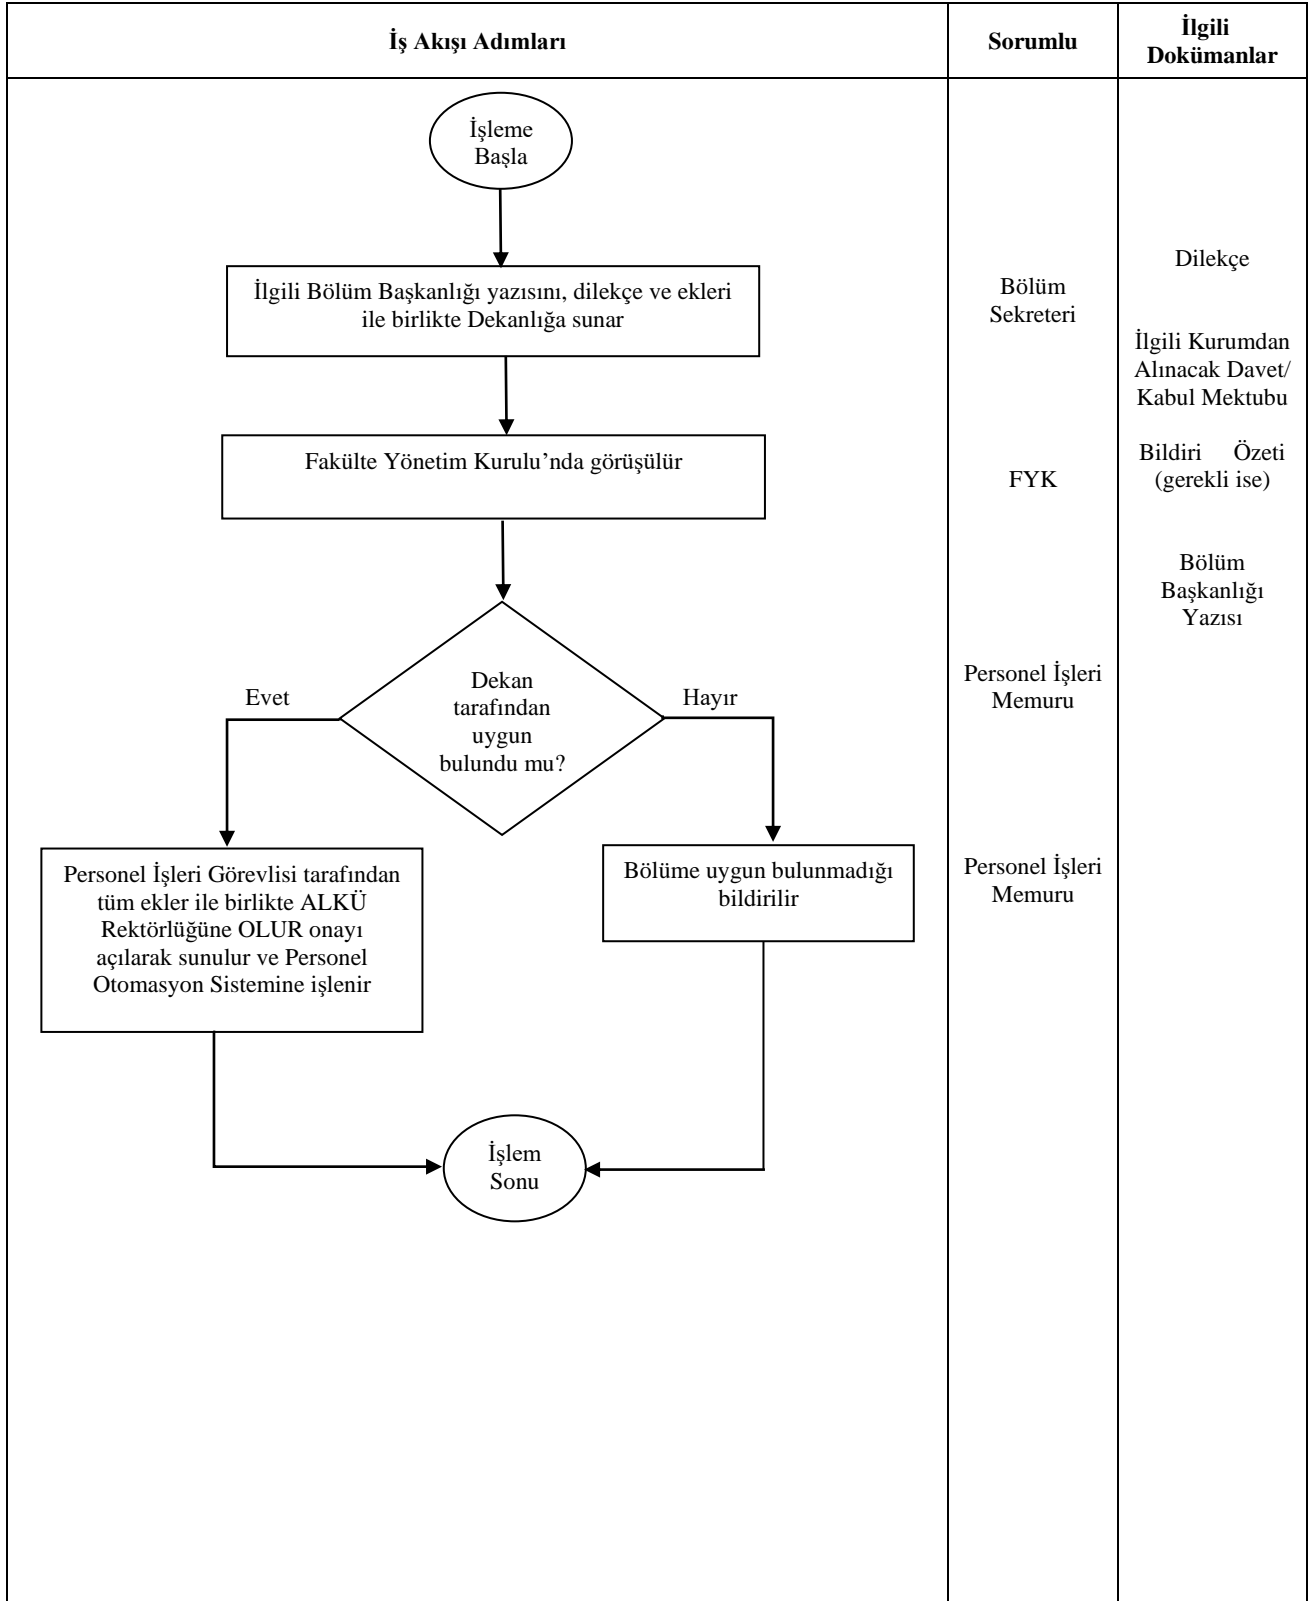 İş Akışı Adımları
Sorumlu
İlgili
Dokümanlar
İşleme
Başla
İlgili Bölüm Başkanlığı yazısını, dilekçe ve ekleri
ile birlikte Dekanlığa sunar
Fakülte Yönetim Kurulu’nda görüşülür
Dekan
tarafından
uygun
bulundu mu?
Evet
Hayır
Personel İşleri Görevlisi tarafından
tüm ekler ile birlikte ALKÜ
Rektörlüğüne OLUR onayı
açılarak sunulur ve Personel
Otomasyon Sistemine işlenir
Bölüme uygun bulunmadığı
bildirilir
İşlem
Sonu
Bölüm
Sekreteri
FYK
Personel İşleri
Memuru
Personel İşleri
Memuru
Dilekçe
İlgili Kurumdan
Alınacak Davet/
Kabul Mektubu
Bildiri Özeti
(gerekli ise)
Bölüm
Başkanlığı
Yazısı